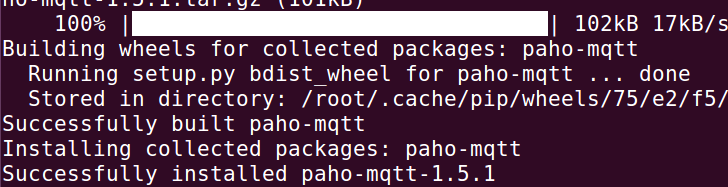 ho-mqtt-1.5.1.tar.gz (101kB)
100% || 102kB 17kB/s
Building wheels for collected packages: paho-mqtt
Running setup.py bdist_wheel for paho-mqtt ... done
Stored in directory: /root/.cache/pip/wheels/75/e2/f5/
Successfully built paho-mqtt
Installing collected packages: paho-mqtt
Successfully installed paho-mqtt-1.5.1